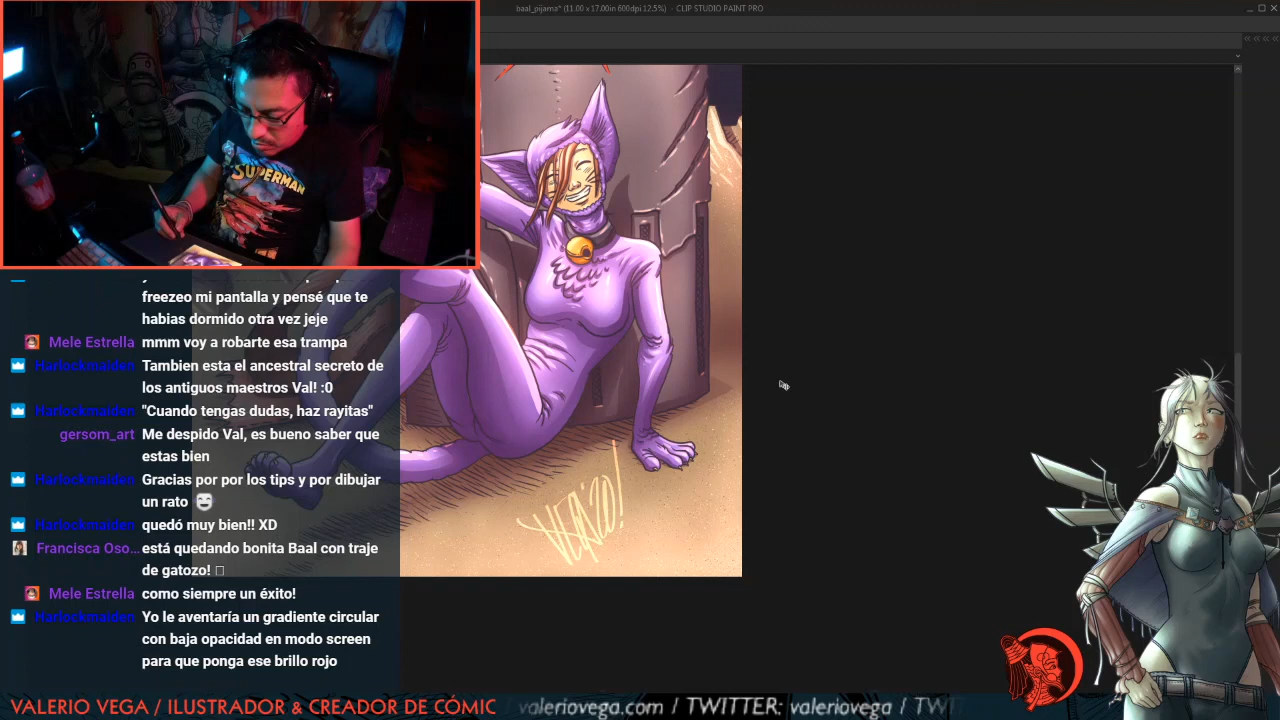 baal_pijama* (11.00 x 17.00in 600dpi 12.5%) - CLIP STUDIO PAINT PRO
SUPERMAN
freezeo mi pantalla y pensé que te
habias dormido otra vez jeje
Mele Estrella mmm voy a robarte esa trampa
Harlockmaiden Tambien esta el ancestral secreto de
los antiguos maestros Val! :0
Harlockmaiden "Cuando tengas dudas, haz rayitas"
gersom_art Me despido Val, es bueno saber que
estas bien
Harlockmaiden Gracias por por los tips y por dibujar
un rato
Harlockmaiden quedó muy bien!! XD
Francisca Oso... está quedando bonita Baal con traje
de gatozo!
Mele Estrella como siempre un éxito!
Harlockmaiden Yo le aventaría un gradiente circular
con baja opacidad en modo screen
para que ponga ese brillo rojo
VEGA'20!
VALERIO VEGA / ILUSTRADOR & CREADOR DE CÓMIC
valeriovega.com / TWITTER: valeriovega / TWI